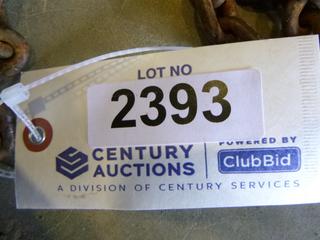 LOT NO
2393
CENTURY AUCTIONS
POWERED BY
ClubBid
A DIVISION OF CENTURY SERVICES